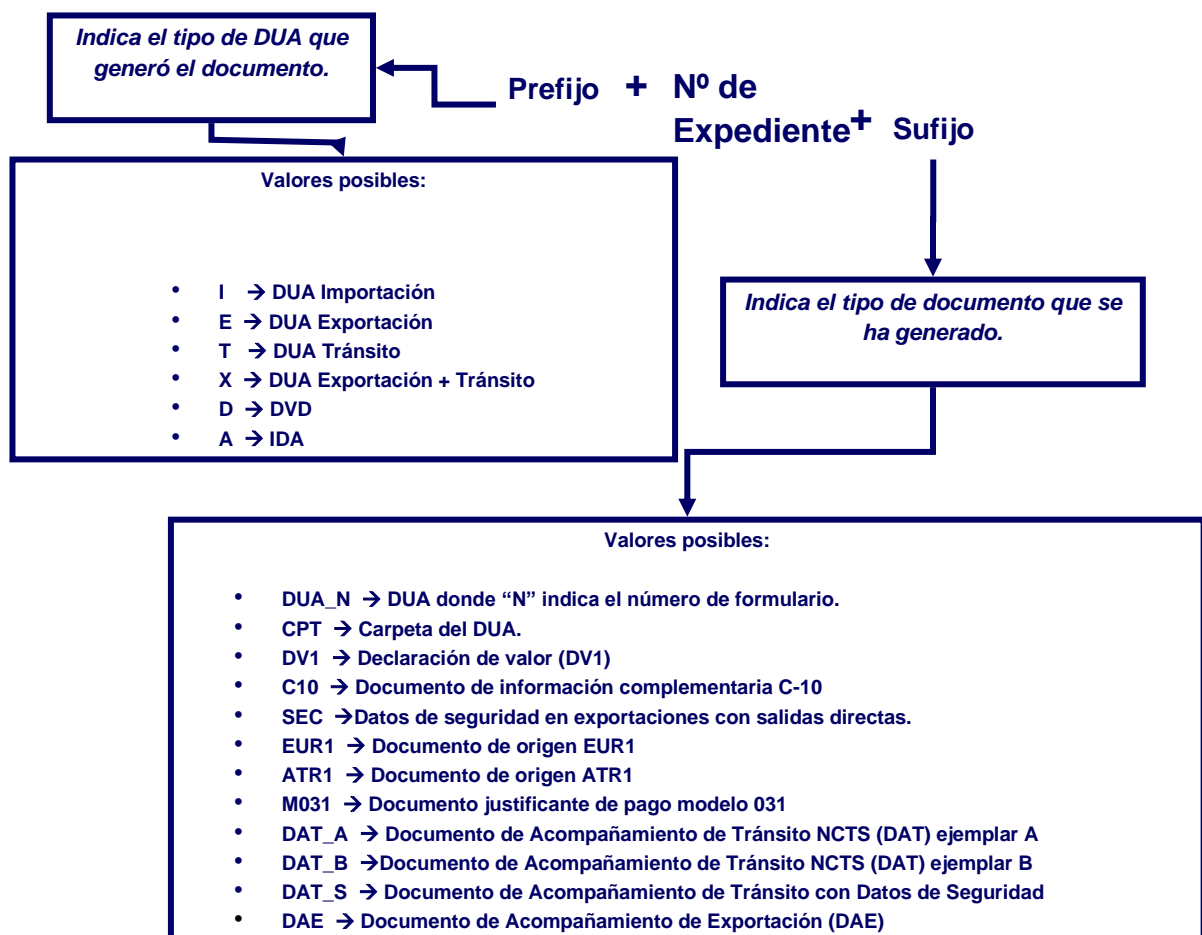 Indica el tipo de DUA que
generó el documento.
Prefijo + Nº de
Expediente + Sufijo
Valores posibles:
• I → DUA Importación
• E → DUA Exportación
• T → DUA Tránsito
• X → DUA Exportación + Tránsito
• D → DVD
• A → IDA
Indica el tipo de documento que se
ha generado.
Valores posibles:
• DUA_N → DUA donde “N” indica el número de formulario.
• CPT → Carpeta del DUA.
• DV1 → Declaración de valor (DV1)
• C10 → Documento de información complementaria C-10
• SEC →Datos de seguridad en exportaciones con salidas directas.
• EUR1 → Documento de origen EUR1
• ATR1 → Documento de origen ATR1
• M031 → Documento justificante de pago modelo 031
• DAT_A → Documento de Acompañamiento de Tránsito NCTS (DAT) ejemplar A
• DAT_B →Documento de Acompañamiento de Tránsito NCTS (DAT) ejemplar B
• DAT_S → Documento de Acompañamiento de Tránsito con Datos de Seguridad
• DAE → Documento de Acompañamiento de Exportación (DAE)